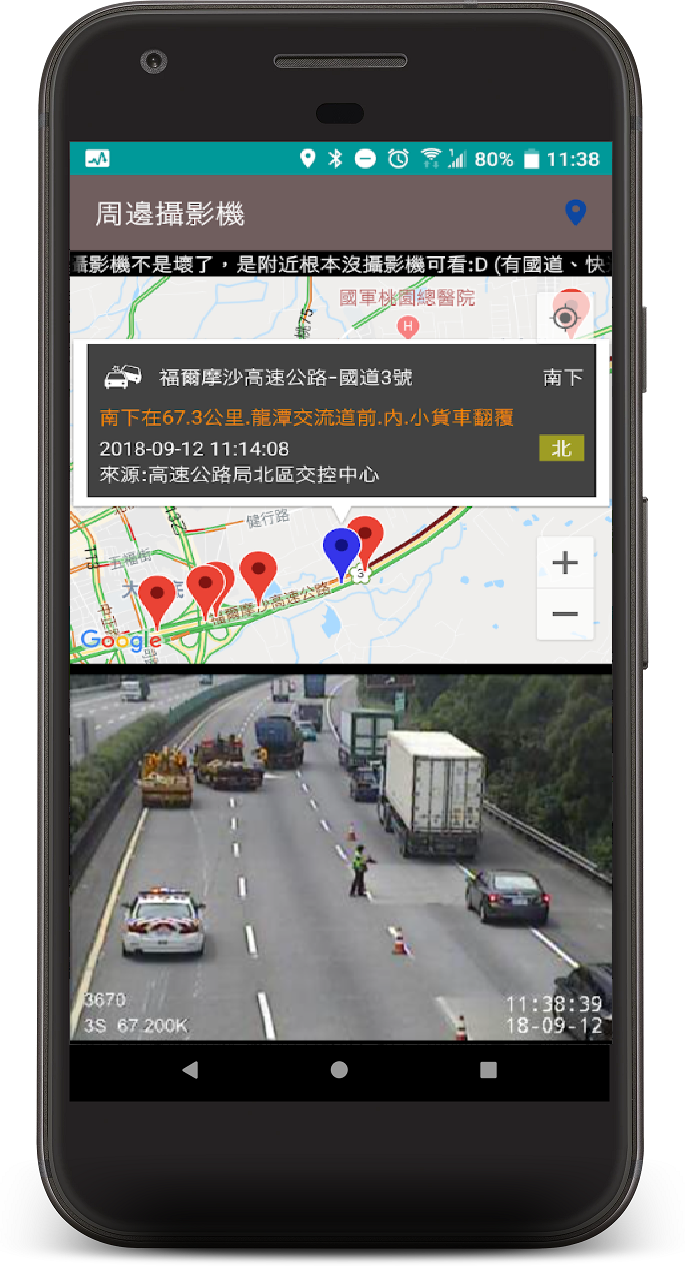 80% 11:38
周邊攝影機
攝影機不是壞了，是附近根本沒攝影機可看:D (有國道、快
國軍桃園總醫院
H
福爾摩沙高速公路-國道3號 南下
南下在67.3公里.龍潭交流道前.內.小貨車翻覆
2018-09-12 11:14:08
北
來源:高速公路局北區交控中心
健行路
五福街
3
福爾摩沙高速公路
中正
Google
3670
3S 67.200K
11:38:39
18-09-12